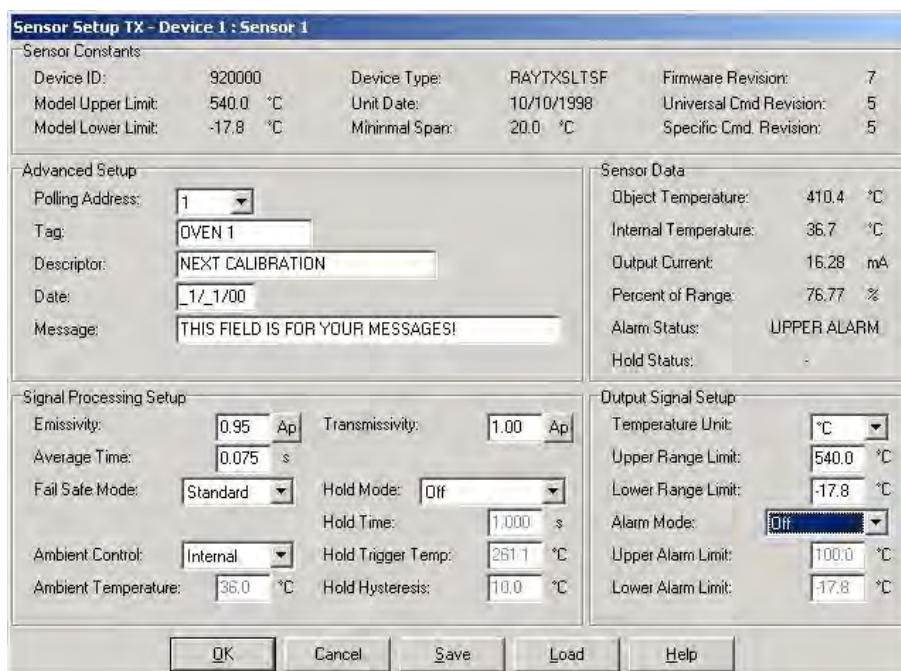 Sensor Setup TX - Device 1 : Sensor 1
Sensor Constants
Device ID: 920000 Device Type: RAYTXSLTSF Firmware Revision: 7
Model Upper Limit: 540.0 °C Unit Date: 10/10/1998 Universal Cmd Revision: 5
Model Lower Limit: -17.8 °C Mininmal Span: 20.0 °C Specific Cmd. Revision: 5
Advanced Setup
Polling Address: 1
Tag: OVEN 1
Descriptor: NEXT CALIBRATION
Date: _1/_1/00
Message: THIS FIELD IS FOR YOUR MESSAGES!
Sensor Data
Object Temperature: 410.4 °C
Internal Temperature: 36.7 °C
Output Current: 16.28 mA
Percent of Range: 76.77 %
Alarm Status: UPPER ALARM
Hold Status: -
Signal Processing Setup
Emissivity: 0.95 Ap Transmissivity: 1.00 Ap
Average Time: 0.075 s
Fail Safe Mode: Standard Hold Mode: Off
Hold Time: 1.000 s
Ambient Control: Internal Hold Trigger Temp: 261.1 °C
Ambient Temperature: 36.0 °C Hold Hysteresis: 10.0 °C
Output Signal Setup
Temperature Unit: °C
Upper Range Limit: 540.0 °C
Lower Range Limit: -17.8 °C
Alarm Mode: Off
Upper Alarm Limit: 100.0 °C
Lower Alarm Limit: -17.8 °C
OK Cancel Save Load Help